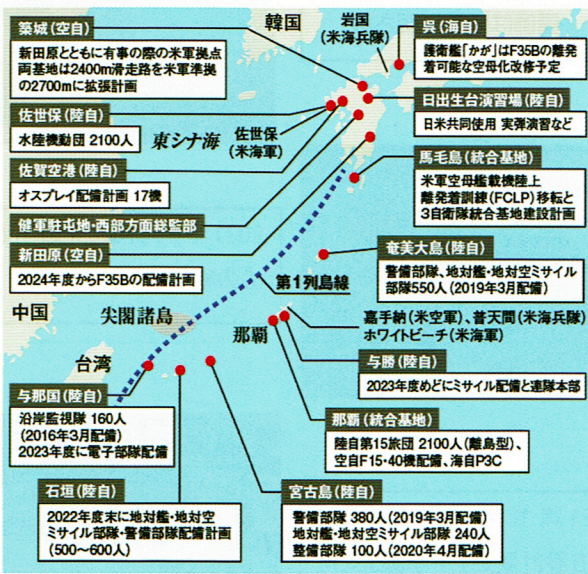 韓国
岩国
(米海兵隊)
築城(空自)
新田原とともに有事の際の米軍拠点
両基地は2400m滑走路を米軍準拠
の2700mに拡張計画
呉(海自)
護衛艦「かが」はF35Bの離発
着可能な空母化改修予定
佐世保(陸自)
水陸機動団 2100人
東シナ海
佐世保
(米海軍)
日出生台演習場(陸自)
日米共同使用 実弾演習など
佐賀空港(陸自)
オスプレイ配備計画 17機
馬毛島(統合基地)
米軍空母艦載機陸上
離発着訓練(FCLP)移転と
3自衛隊統合基地建設計画
健軍駐屯地・西部方面総監部
新田原(空自)
2024年度からF35Bの配備計画
奄美大島(陸自)
警備部隊、地対艦・地対空ミサイル
部隊550人(2019年3月配備)
第1列島線
中国
尖閣諸島
嘉手納(米空軍)、普天間(米海兵隊)
ホワイトビーチ(米海軍)
那覇
台湾
与勝(陸自)
2023年度めどにミサイル配備と連隊本部
与那国(陸自)
沿岸監視隊 160人
(2016年3月配備)
2023年度に電子部隊配備
那覇(統合基地)
陸自第15旅団 2100人(離島型)、
空自F15・40機配備、海自P3C
石垣(陸自)
2022年度末に地対艦・地対空
ミサイル部隊・警備部隊配備計画
(500〜600人)
宮古島(陸自)
警備部隊 380人(2019年3月配備)
地対艦・地対空ミサイル部隊 240人
整備部隊 100人(2020年4月配備)